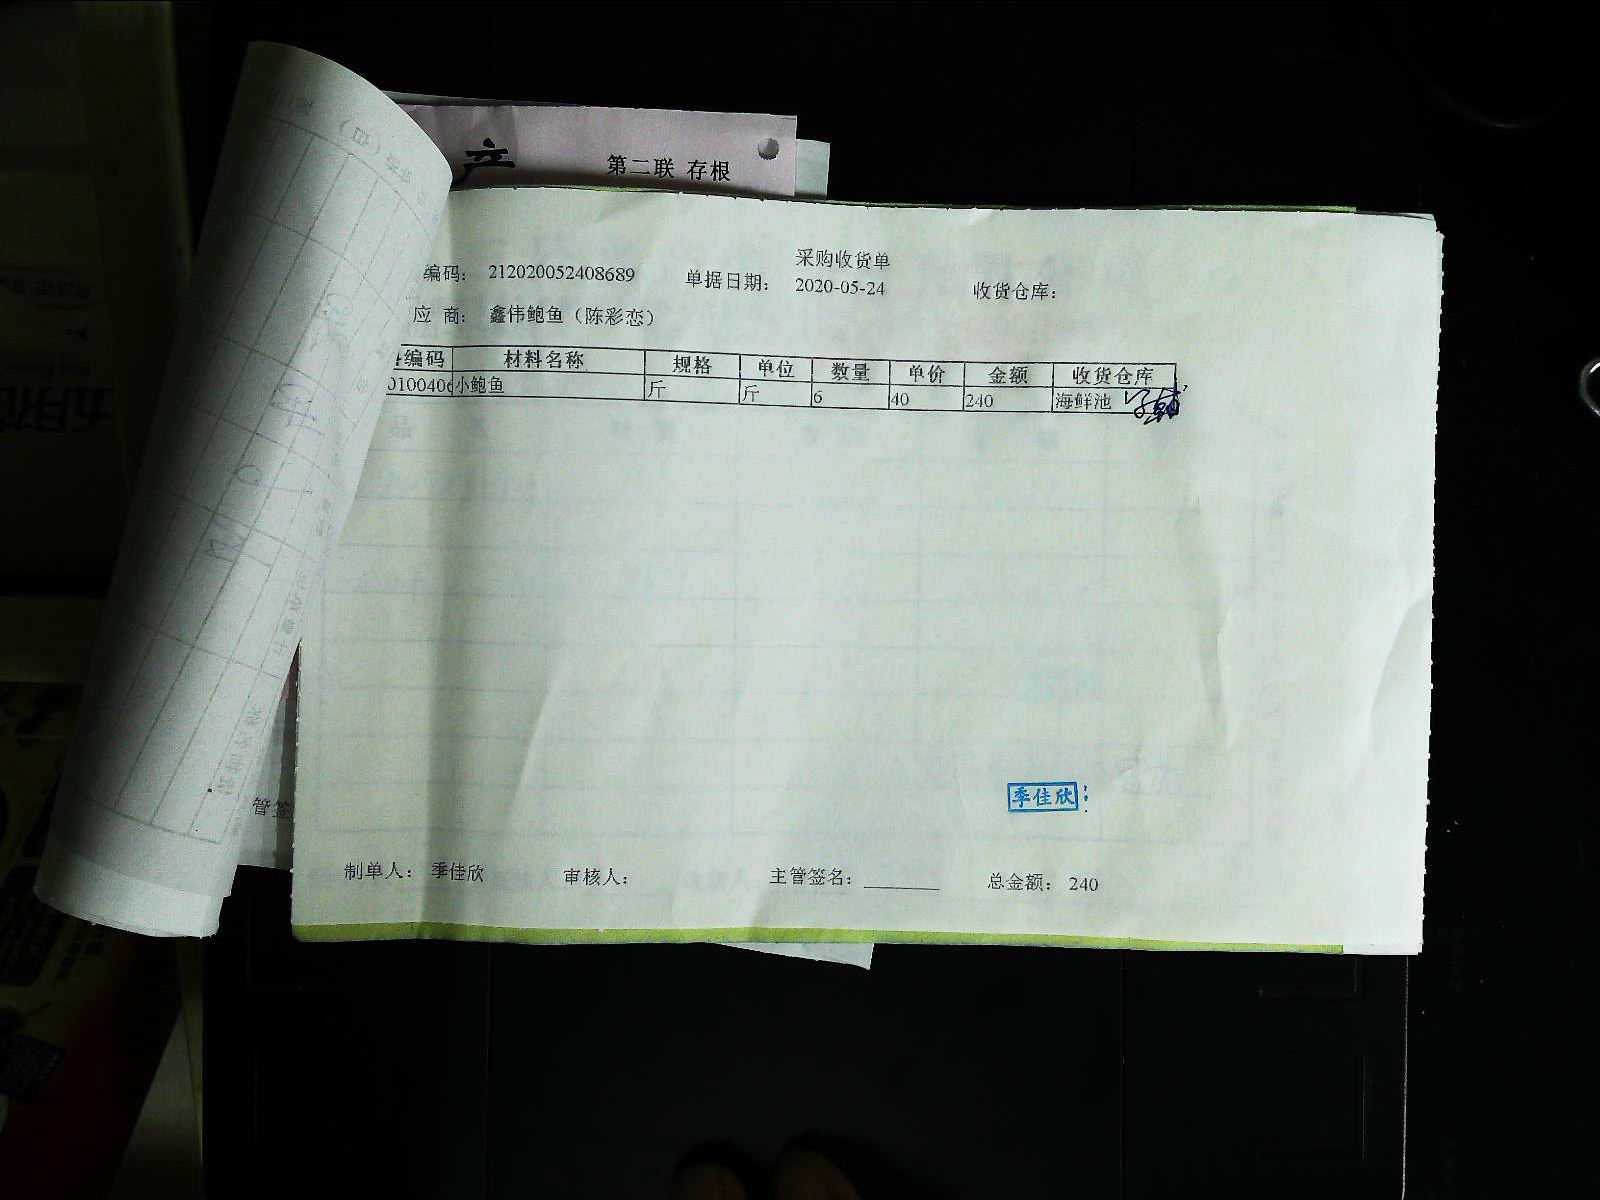 产 第二联 存根
采购收货单
编码： 212020052408689 单据日期： 2020-05-24 收货仓库：
应 商： 鑫伟鲍鱼（陈彩恋）
编码 材料名称 规格 单位 数量 单价 金额 收货仓库
0100406 小鲍鱼 斤 斤 6 40 240 海鲜池
季佳欣
管签
制单人： 季佳欣 审核人： 主管签名： 总金额： 240